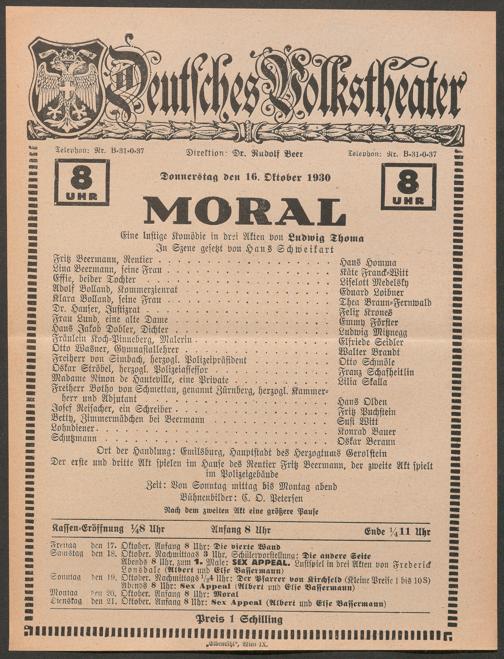 Deutsches Volkstheater
Telephon: Nr. B-31-0-37 Direktion: Dr. Rudolf Beer Telephon: Nr. B-31-0-37
8 UHR Donnerstag den 16. Oktober 1930 8 UHR
MORAL
Eine lustige Komödie in drei Akten von Ludwig Thoma
In Szene gesetzt von Hans Schweikart
Fritz Beermann, Rentier Hans Homma
Lina Beermann, seine Frau Käte Franck-Witt
Effie, beider Tochter Liselott Medelsky
Adolf Bolland, Kommerzienrat Eduard Loibner
Klara Bolland, seine Frau Thea Braun-Fernwald
Dr. Hauser, Justizrat Felix Krones
Frau Lund, eine alte Dame Emmy Förster
Hans Jakob Dobler, Dichter Ludwig
Fräulein Koch-Pinneberg, Malerin Elfriede Seidler
Otto Wasner, Gymnasiallehrer Walter Brandt
Freiherr von Simbach, herzogl. Polizeipräsident Otto Schmöle
Oskar Ströbel, herzogl. Polizeiassessor Franz Schafheitlin
Madame Ninon de Hauteville, eine Private Lilia Skalla
Freiherr Botho von Schmettau, genannt Zürnberg, herzogl. Kammer-
herr und Adjutant Hans Olden
Josef Reisacher, ein Schreiber Fritz Puchstein
Betty, Zimmermädchen bei Beermann Susi Witt
Lohndiener Konrad Bauer
Schutzmann Oskar Beraun
Ort der Handlung: Emilsburg, Hauptstadt des Herzogtums Gerolstein
Der erste und dritte Akt spielen im Hause des Rentier Fritz Beermann, der zweite Akt spielt
im Polizeigebäude
Zeit: Von Sonntag mittag bis Montag abend
Bühnenbilder: C. O. Petersen
Nach dem zweiten Akt eine größere Pause
Kassen-Eröffnung ½8 Uhr Anfang 8 Uhr Ende ¼11 Uhr
Freitag den 17. Oktober. Anfang 8 Uhr: Die vierte Wand
Samstag den 18. Oktober. Nachmittags 3 Uhr, Schülervorstellung: Die andere Seite
Abends 8 Uhr, zum 1. Male: SEX APPEAL. Lustspiel in drei Akten von Frederick
Lonsdale (Albert und Else Bassermann)
Sonntag den 19. Oktober. Nachmittags ¼4 Uhr: Der Pfarrer von Kirchfeld (Kleine Preise 1 bis 10 S)
Abends 8 Uhr: Sex Appeal (Albert und Else Bassermann)
Montag den 20. Oktober. Anfang 8 Uhr: Moral
Dienstag den 21. Oktober. Anfang 8 Uhr: Sex Appeal (Albert und Else Bassermann)
Preis 1 Schilling
„Elbemühl“, Wien IX.